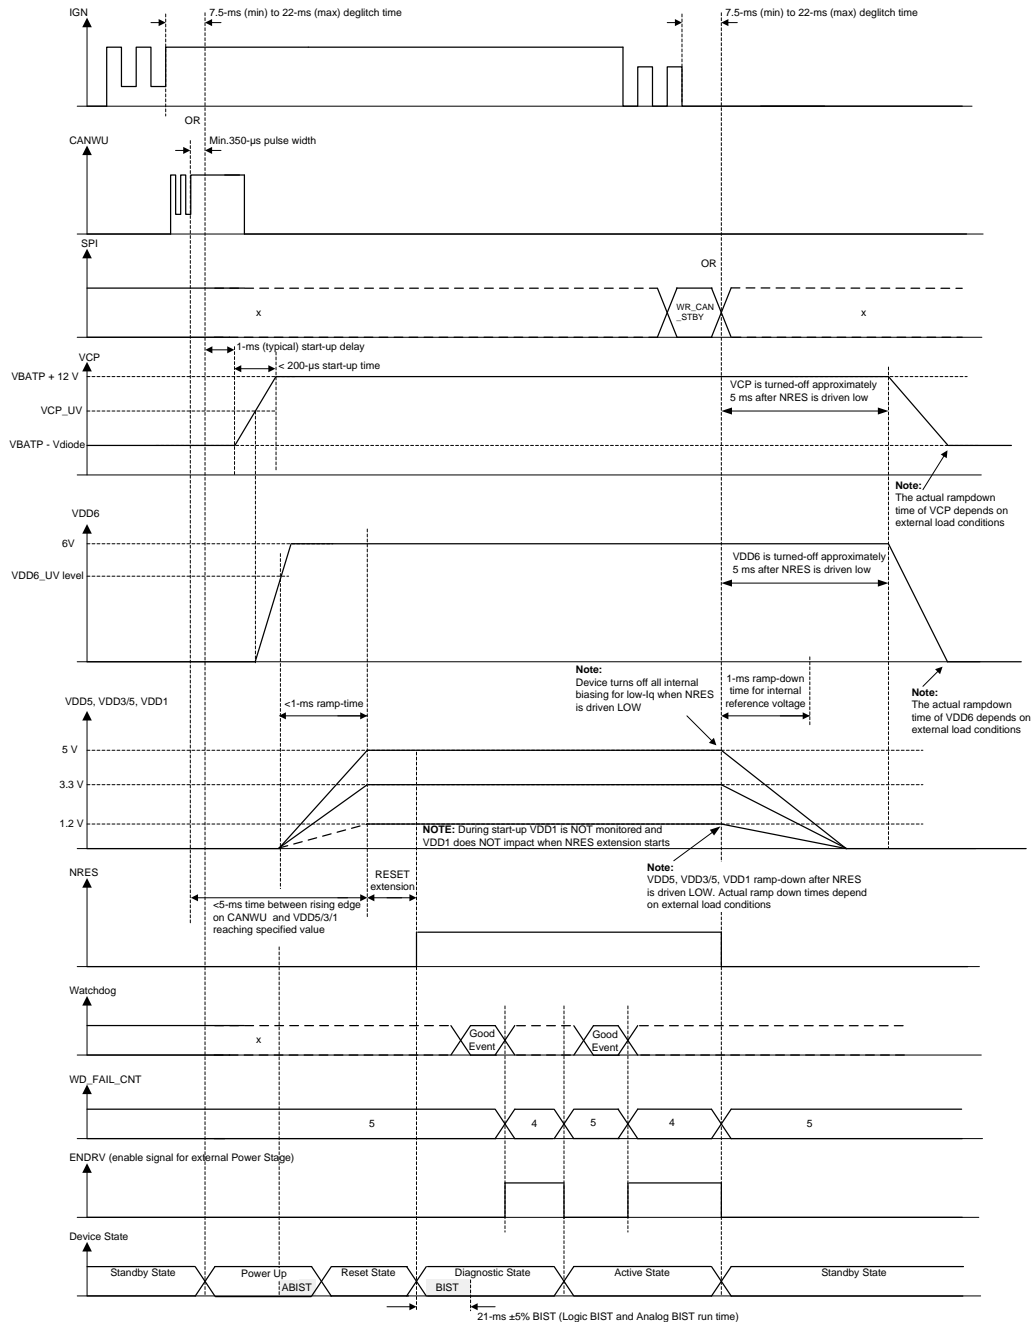 IGN
7.5-ms (min) to 22-ms (max) deglitch time
7.5-ms (min) to 22-ms (max) deglitch time
OR
CANWU
Min.350-µs pulse width
SPI
OR
x
WR_CAN
_STBY
x
1-ms (typical) start-up delay
VCP
< 200-µs start-up time
VBATP + 12 V
VCP is turned-off approximately
5 ms after NRES is driven low
VCP_UV
VBATP - Vdiode
Note:
The actual rampdown
time of VCP depends on
external load conditions
VDD6
6V
VDD6 is turned-off approximately
5 ms after NRES is driven low
VDD6_UV level
Note:
Device turns off all internal
biasing for low-Iq when NRES
is driven LOW
1-ms ramp-down
time for internal
reference voltage
Note:
The actual rampdown
time of VDD6 depends on
external load conditions
VDD5, VDD3/5, VDD1
<1-ms ramp-time
5 V
3.3 V
1.2 V
NOTE: During start-up VDD1 is NOT monitored and
VDD1 does NOT impact when NRES extension starts
Note:
VDD5, VDD3/5, VDD1 ramp-down after NRES
is driven LOW. Actual ramp down times depend
on external load conditions
NRES
RESET
extension
<5-ms time between rising edge
on CANWU and VDD5/3/1
reaching specified value
Watchdog
x
Good
Event
Good
Event
WD_FAIL_CNT
5
4
5
4
5
ENDRV (enable signal for external Power Stage)
Device State
Standby State
Power Up
ABIST
Reset State
Diagnostic State
BIST
Active State
Standby State
21-ms ±5% BIST (Logic BIST and Analog BIST run time)